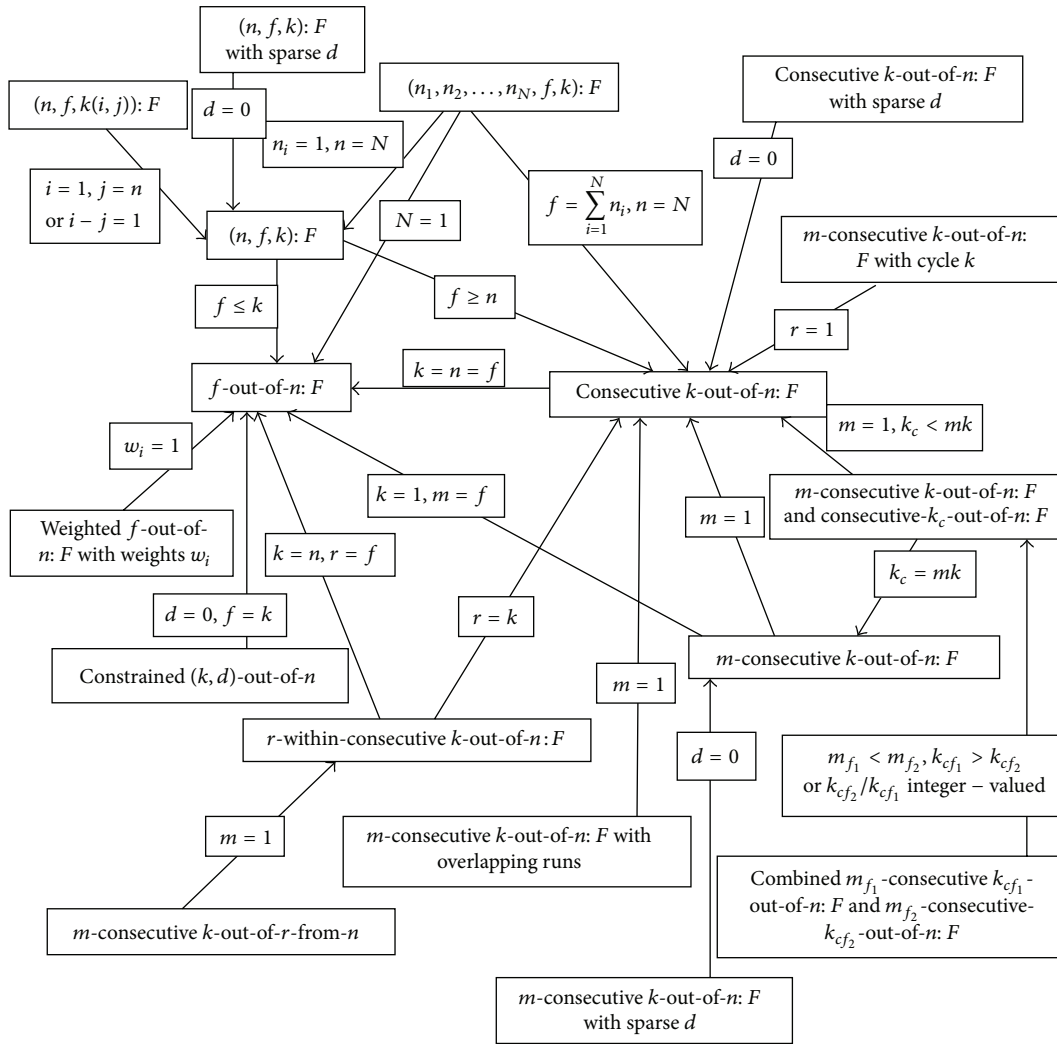 (n, f, k): F
with sparse d
(n, f, k(i, j)): F
d = 0
(n₁, n₂, ..., n_N, f, k): F
Consecutive k-out-of-n: F
with sparse d
n_i = 1, n = N
d = 0
i = 1, j = n
or i − j = 1
f = ∑_{i=1}^{N} n_i, n = N
(n, f, k): F
N = 1
m-consecutive k-out-of-n:
F with cycle k
f ≤ k
f ≥ n
r = 1
k = n = f
f-out-of-n: F
Consecutive k-out-of-n: F
m = 1, k_c < mk
w_i = 1
k = 1, m = f
m-consecutive k-out-of-n: F
and consecutive-k_c-out-of-n: F
Weighted f-out-of-
n: F with weights w_i
k = n, r = f
m = 1
k_c = mk
d = 0, f = k
r = k
Constrained (k, d)-out-of-n
m-consecutive k-out-of-n: F
m = 1
r-within-consecutive k-out-of-n: F
d = 0
m_{f₁} < m_{f₂}, k_{cf₁} > k_{cf₂}
or k_{cf₂}/k_{cf₁} integer − valued
m = 1
m-consecutive k-out-of-n: F with
overlapping runs
Combined m_{f₁}-consecutive k_{cf₁}-
out-of-n: F and m_{f₂}-consecutive-
k_{cf₂}-out-of-n: F
m-consecutive k-out-of-r-from-n
m-consecutive k-out-of-n: F
with sparse d